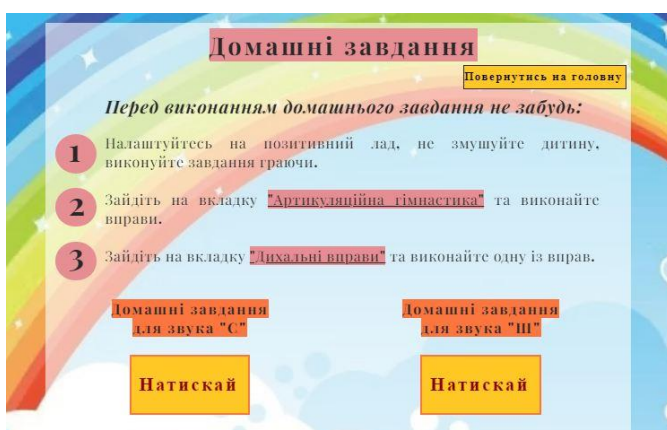 Домашні завдання
Повернутись на головну
Перед виконанням домашнього завдання не забудь:
1
Налаштуйтесь на позитивний лад, не змушуйте дитину,
виконуйте завдання граючи.
2
Зайдіть на вкладку "Артикуляційна гімнастика" та виконайте
вправи.
3
Зайдіть на вкладку "Дихальні вправи" та виконайте одну із вправ.
Домашні завдання
для звука "С"
Домашні завдання
для звука "Ш"
Натискай
Натискай